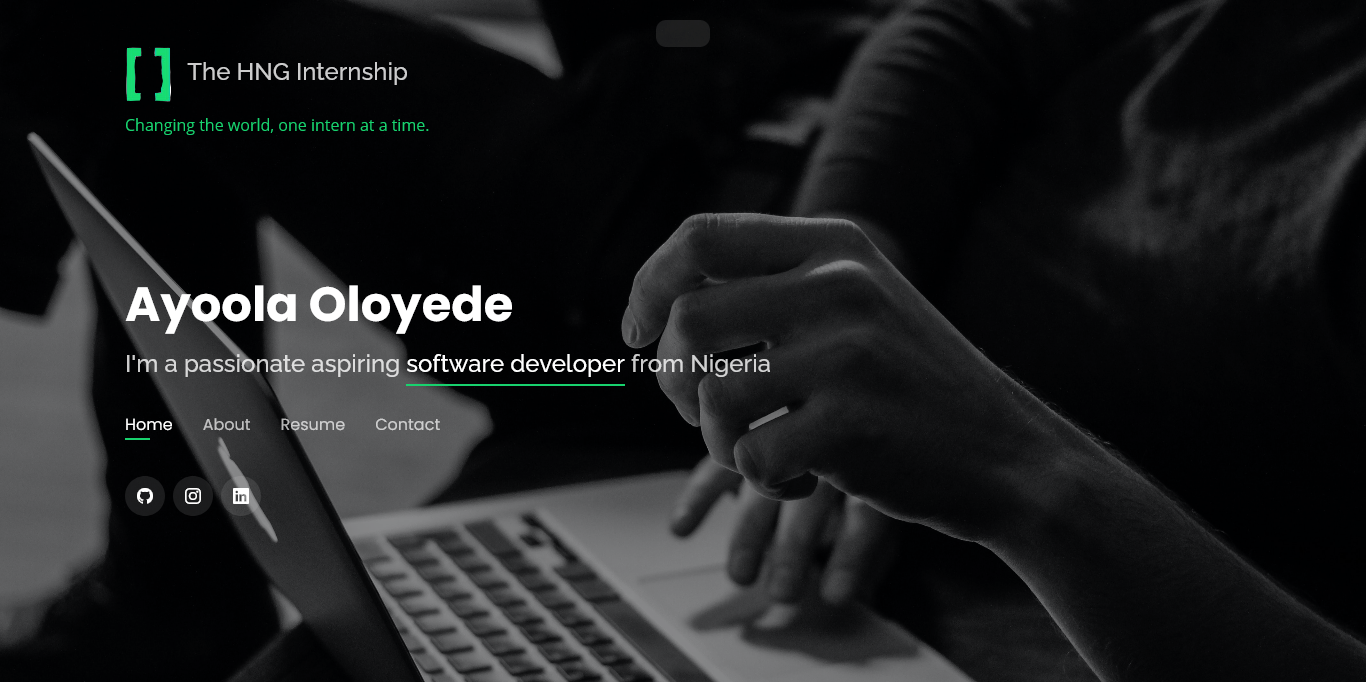 [ ] The HNG Internship
Changing the world, one intern at a time.
Ayoola Oloyede
I'm a passionate aspiring software developer from Nigeria
Home About Resume Contact
in